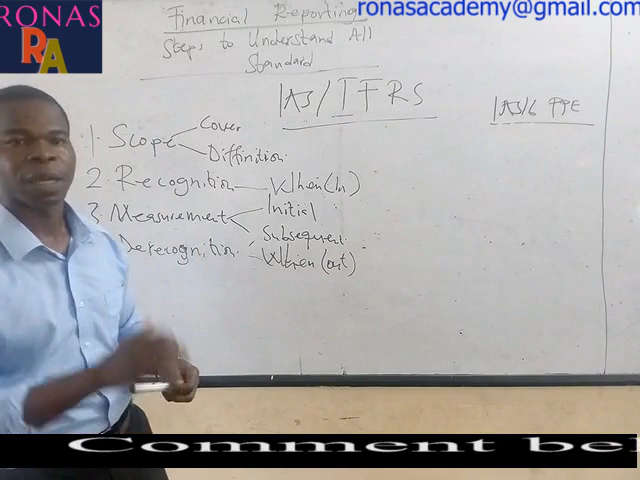 RONAS
RA
ronasacademy@gmail.com
Financial Reporting
Steps to Understand All
Standard
IAS/IFRS
IAS16 PPE
1. Scope
Cover
Diffinition
2. Recognition
When(In)
3. Measurement
Initial
Subsequent
Derecognition
When(out)
Comment bel